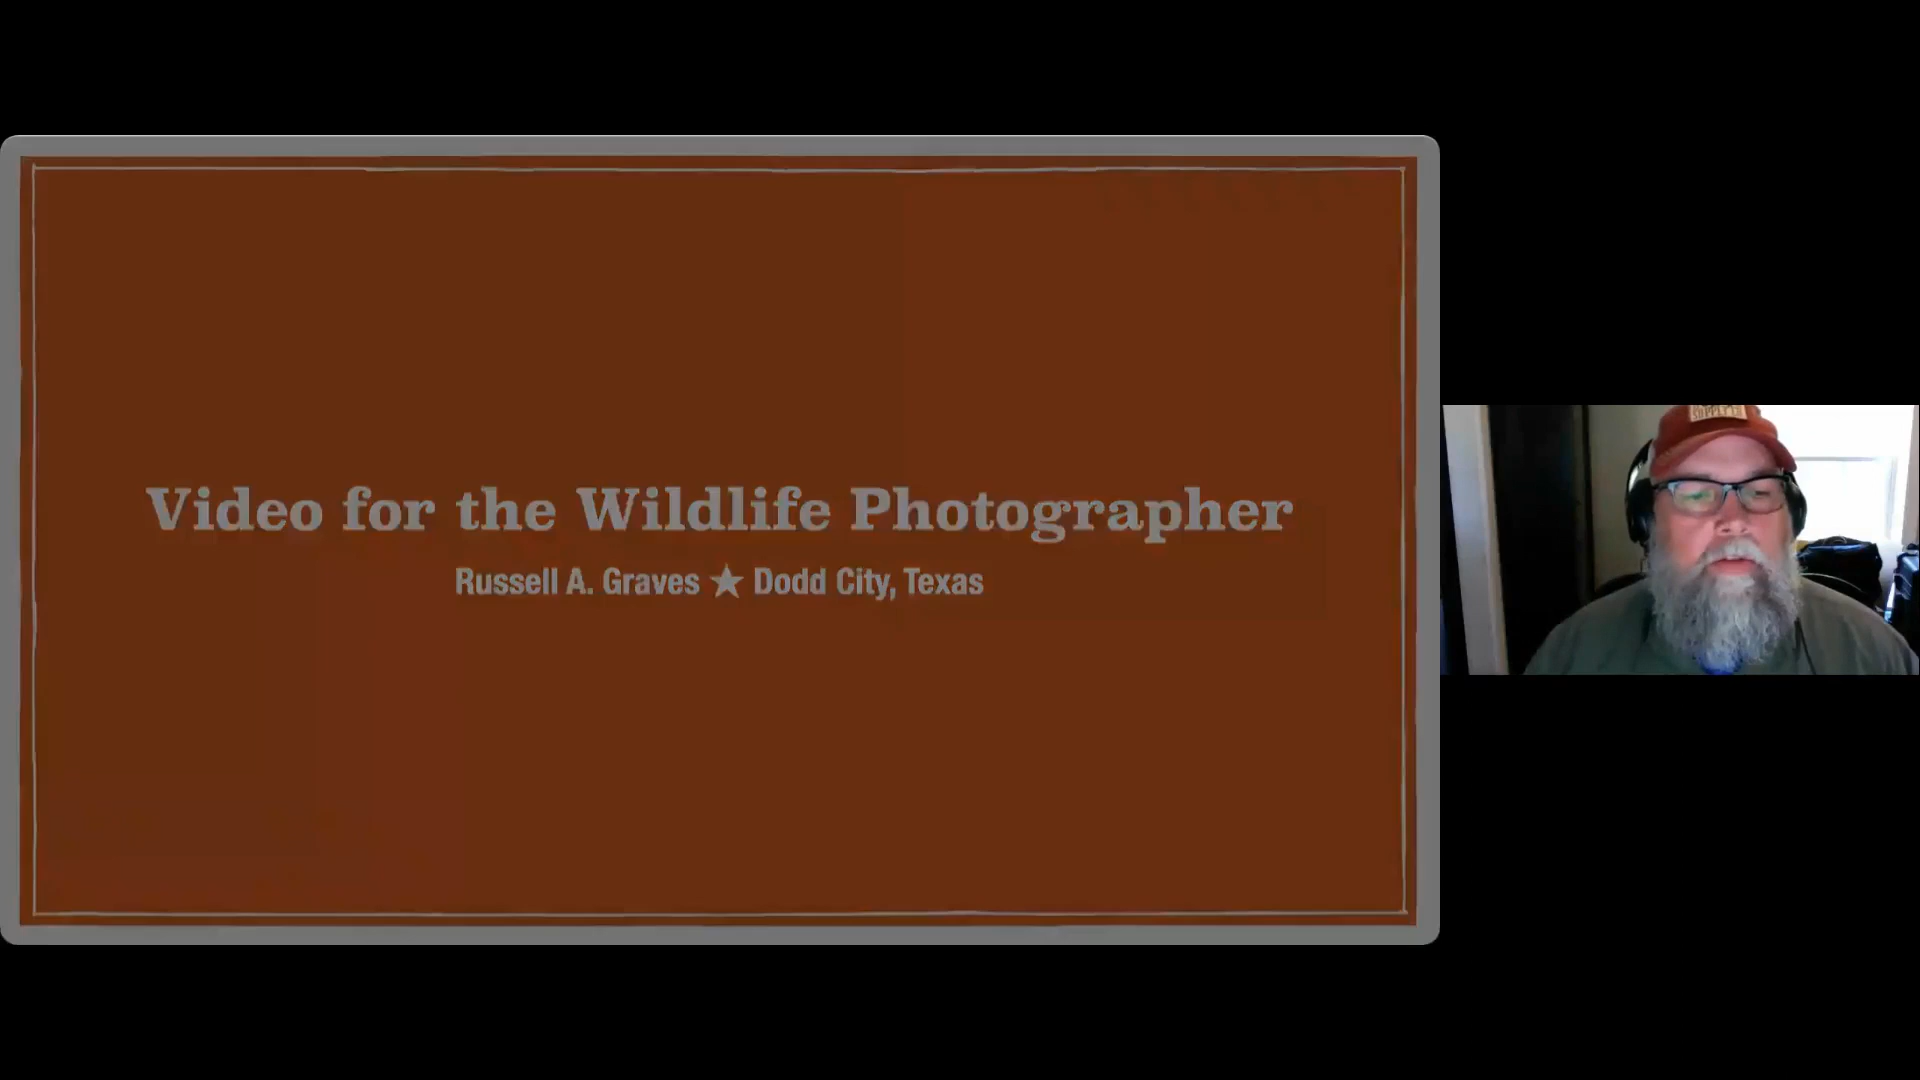 Video for the Wildlife Photographer
Russell A. Graves ★ Dodd City, Texas